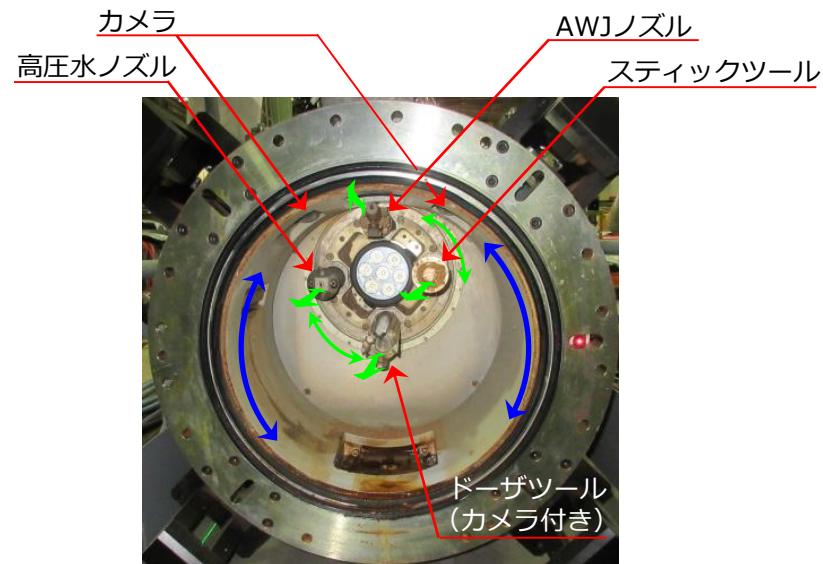 カメラ
AWJノズル
高圧水ノズル
スティックツール
ドーザツール
（カメラ付き）